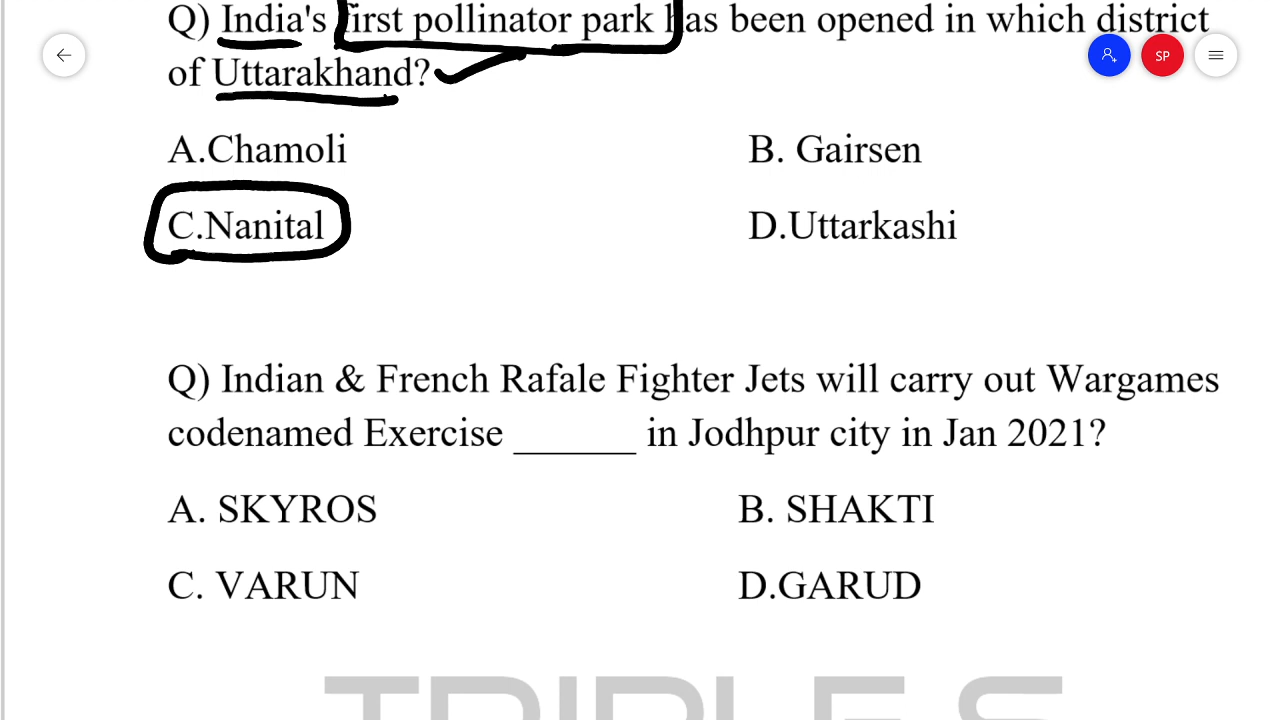 Q) India's first pollinator park has been opened in which district
of Uttarakhand?
SP
A.Chamoli
B. Gairsen
C.Nanital
D.Uttarkashi
Q) Indian & French Rafale Fighter Jets will carry out Wargames
codenamed Exercise ______ in Jodhpur city in Jan 2021?
A. SKYROS
B. SHAKTI
C. VARUN
D.GARUD
TRIPLE S